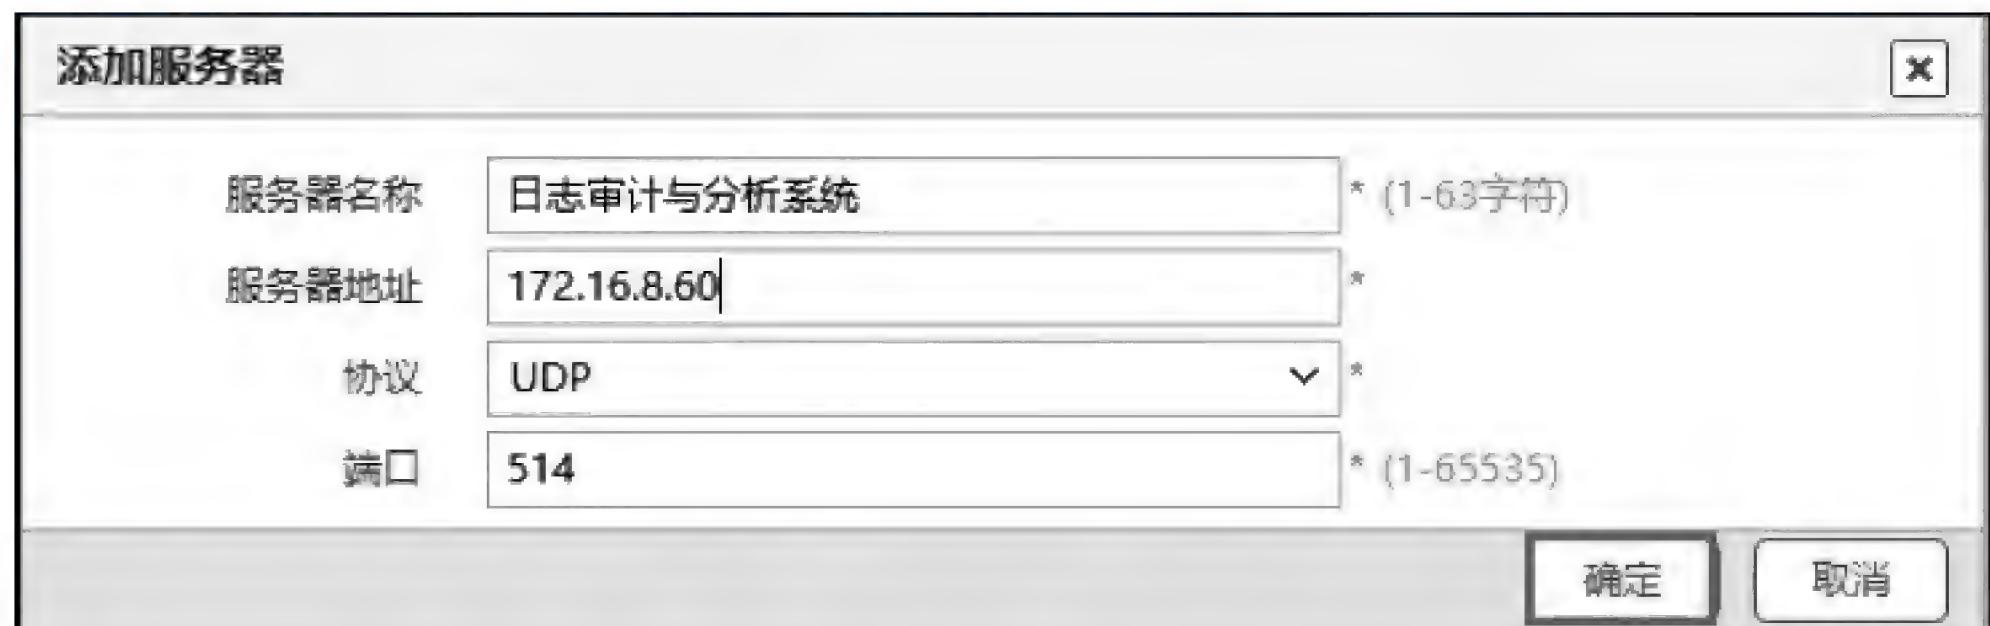 添加服务器
服务器名称 日志审计与分析系统 * (1-63字符)
服务器地址 172.16.8.60 *
协议 UDP *
端口 514 * (1-65535)
确定 取消